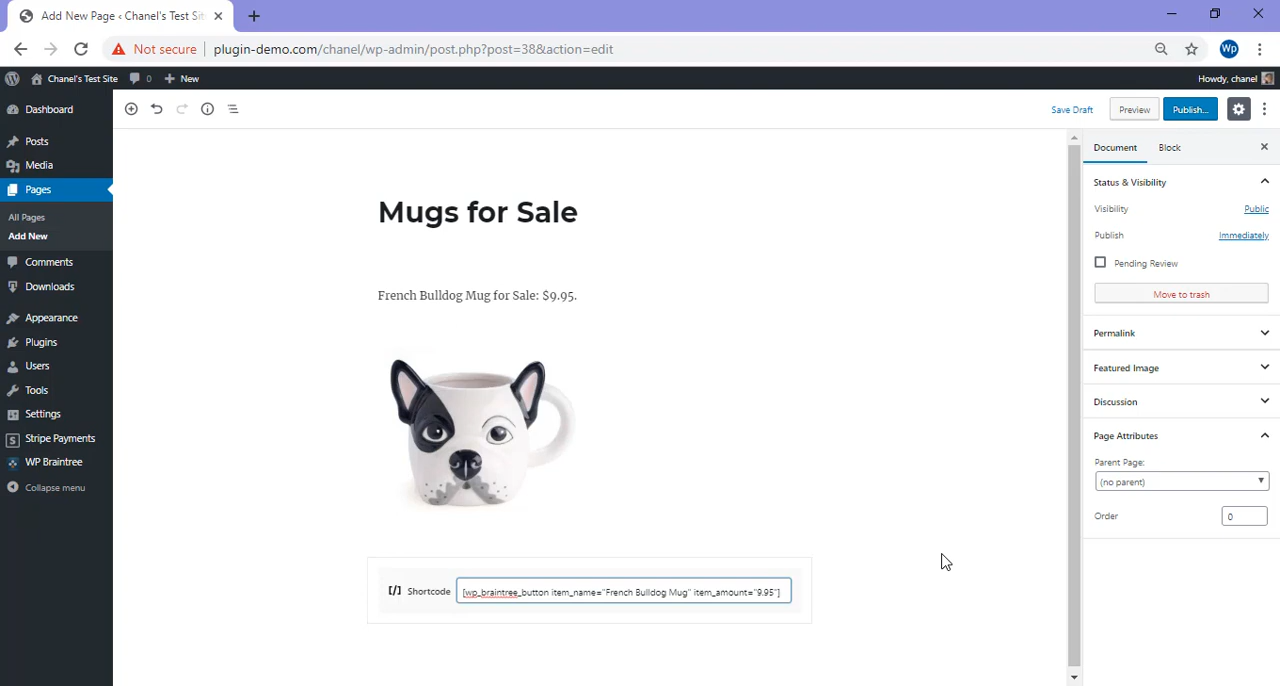 Add New Page ‹ Chanel's Test Sit
Not secure plugin-demo.com/chanel/wp-admin/post.php?post=38&action=edit Wp
Chanel's Test Site 0 New Howdy, chanel
Dashboard
Posts
Media
Pages
All Pages
Add New
Comments
Downloads
Appearance
Plugins
Users
Tools
Settings
Stripe Payments
WP Braintree
Collapse menu
Save Draft Preview Publish...
Mugs for Sale
French Bulldog Mug for Sale: $9.95.
[/] Shortcode [wp_braintree_button item_name="French Bulldog Mug" item_amount="9.95"]
Document Block
Status & Visibility
Visibility Public
Publish Immediately
Pending Review
Move to trash
Permalink
Featured Image
Discussion
Page Attributes
Parent Page:
(no parent)
Order 0